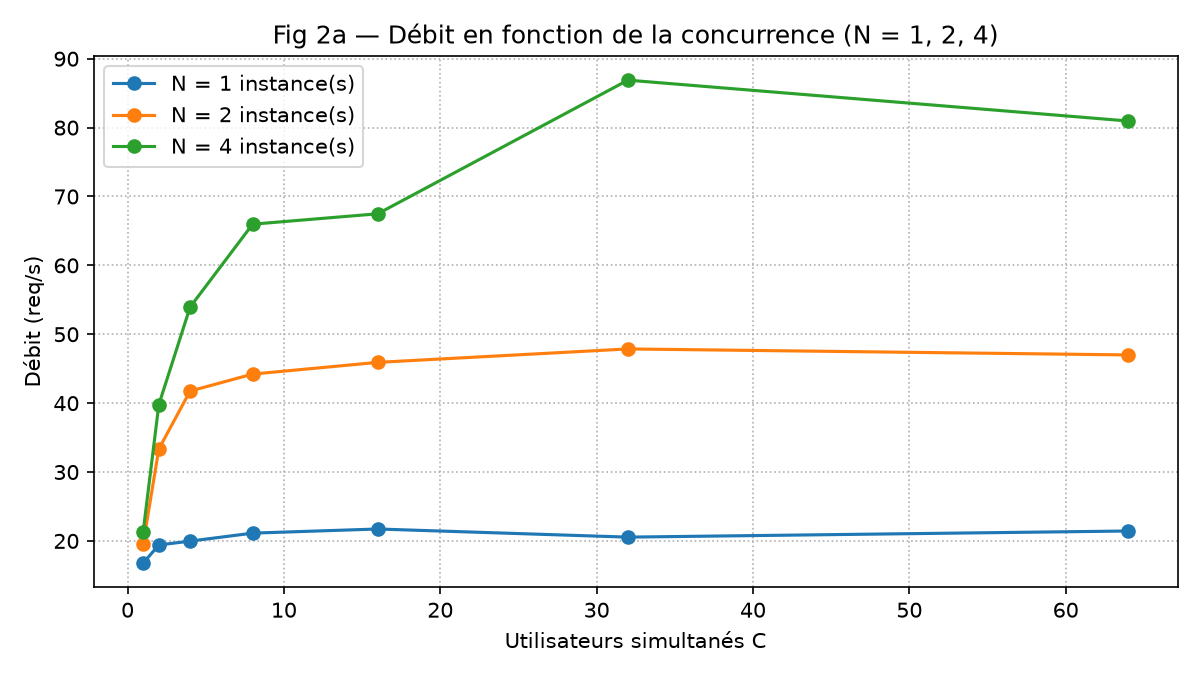 Fig 2a — Débit en fonction de la concurrence (N = 1, 2, 4)
N = 1 instance(s)
N = 2 instance(s)
N = 4 instance(s)
90
80
70
60
50
40
30
20
Débit (req/s)
0 10 20 30 40 50 60
Utilisateurs simultanés C